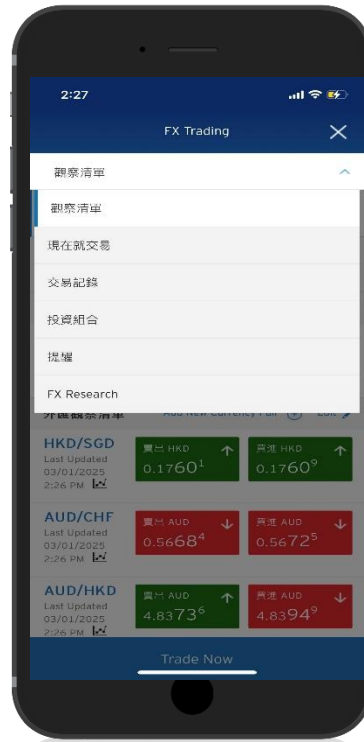 2:27
FX Trading
觀察清單
觀察清單
現在就交易
交易記錄
投資組合
提醒
FX Research
外匯觀察清單 Add New Currency Pair Edit
HKD/SGD
Last Updated
03/01/2025
2:26 PM
賣出 HKD
0.1760¹
買進 HKD
0.1760⁹
AUD/CHF
Last Updated
03/01/2025
2:26 PM
賣出 AUD
0.5668⁴
買進 AUD
0.5672⁵
AUD/HKD
Last Updated
03/01/2025
2:26 PM
賣出 AUD
4.8373⁶
買進 AUD
4.8394⁹
Trade Now